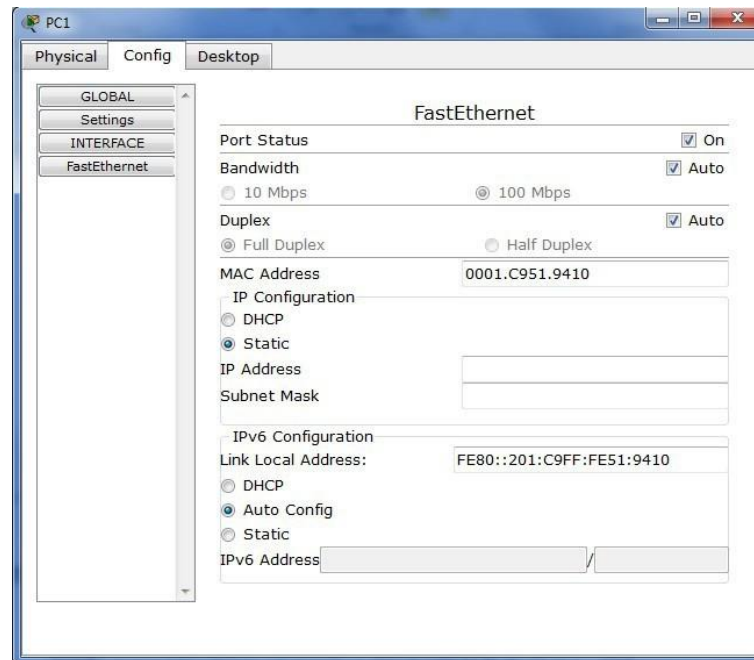 PC1
Physical Config Desktop
GLOBAL
Settings
INTERFACE
FastEthernet
FastEthernet
Port Status On
Bandwidth Auto
10 Mbps 100 Mbps
Duplex Auto
Full Duplex Half Duplex
MAC Address 0001.C951.9410
IP Configuration
DHCP
Static
IP Address
Subnet Mask
IPv6 Configuration
Link Local Address: FE80::201:C9FF:FE51:9410
DHCP
Auto Config
Static
IPv6 Address /